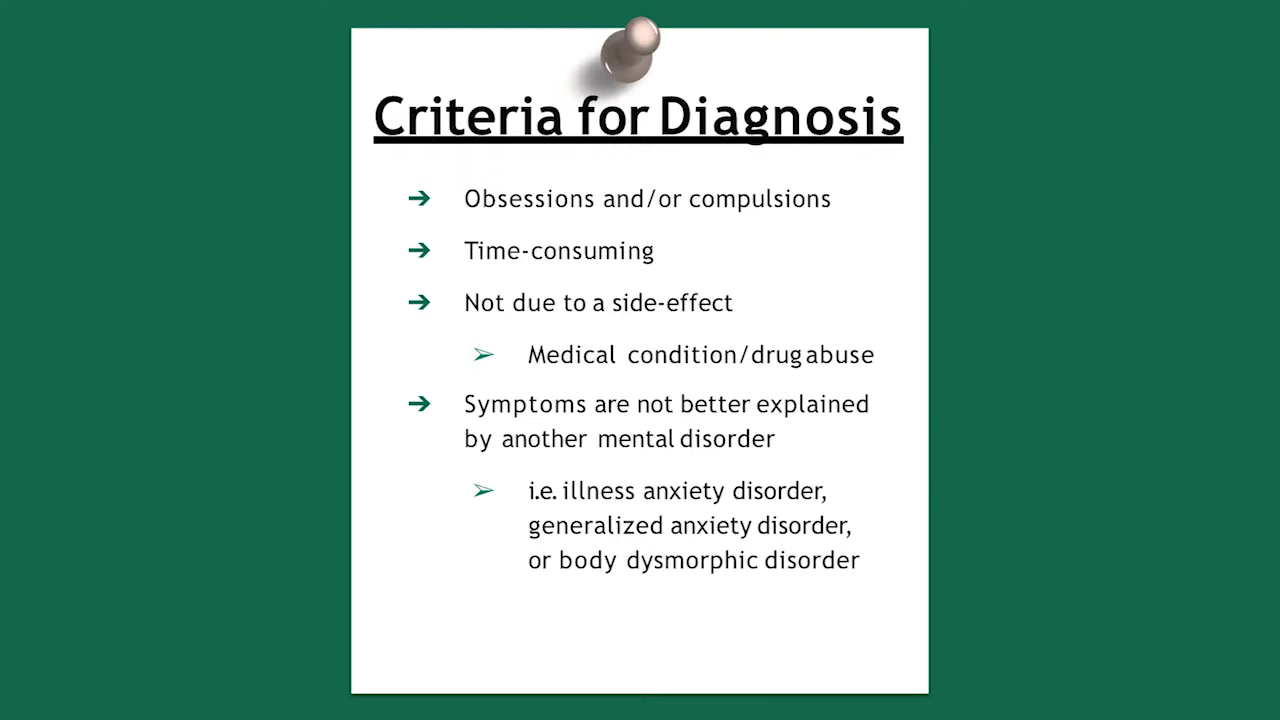 Criteria for Diagnosis
➔ Obsessions and/or compulsions
➔ Time-consuming
➔ Not due to a side-effect
➢ Medical condition/drug abuse
➔ Symptoms are not better explained
by another mental disorder
➢ i.e. illness anxiety disorder,
generalized anxiety disorder,
or body dysmorphic disorder